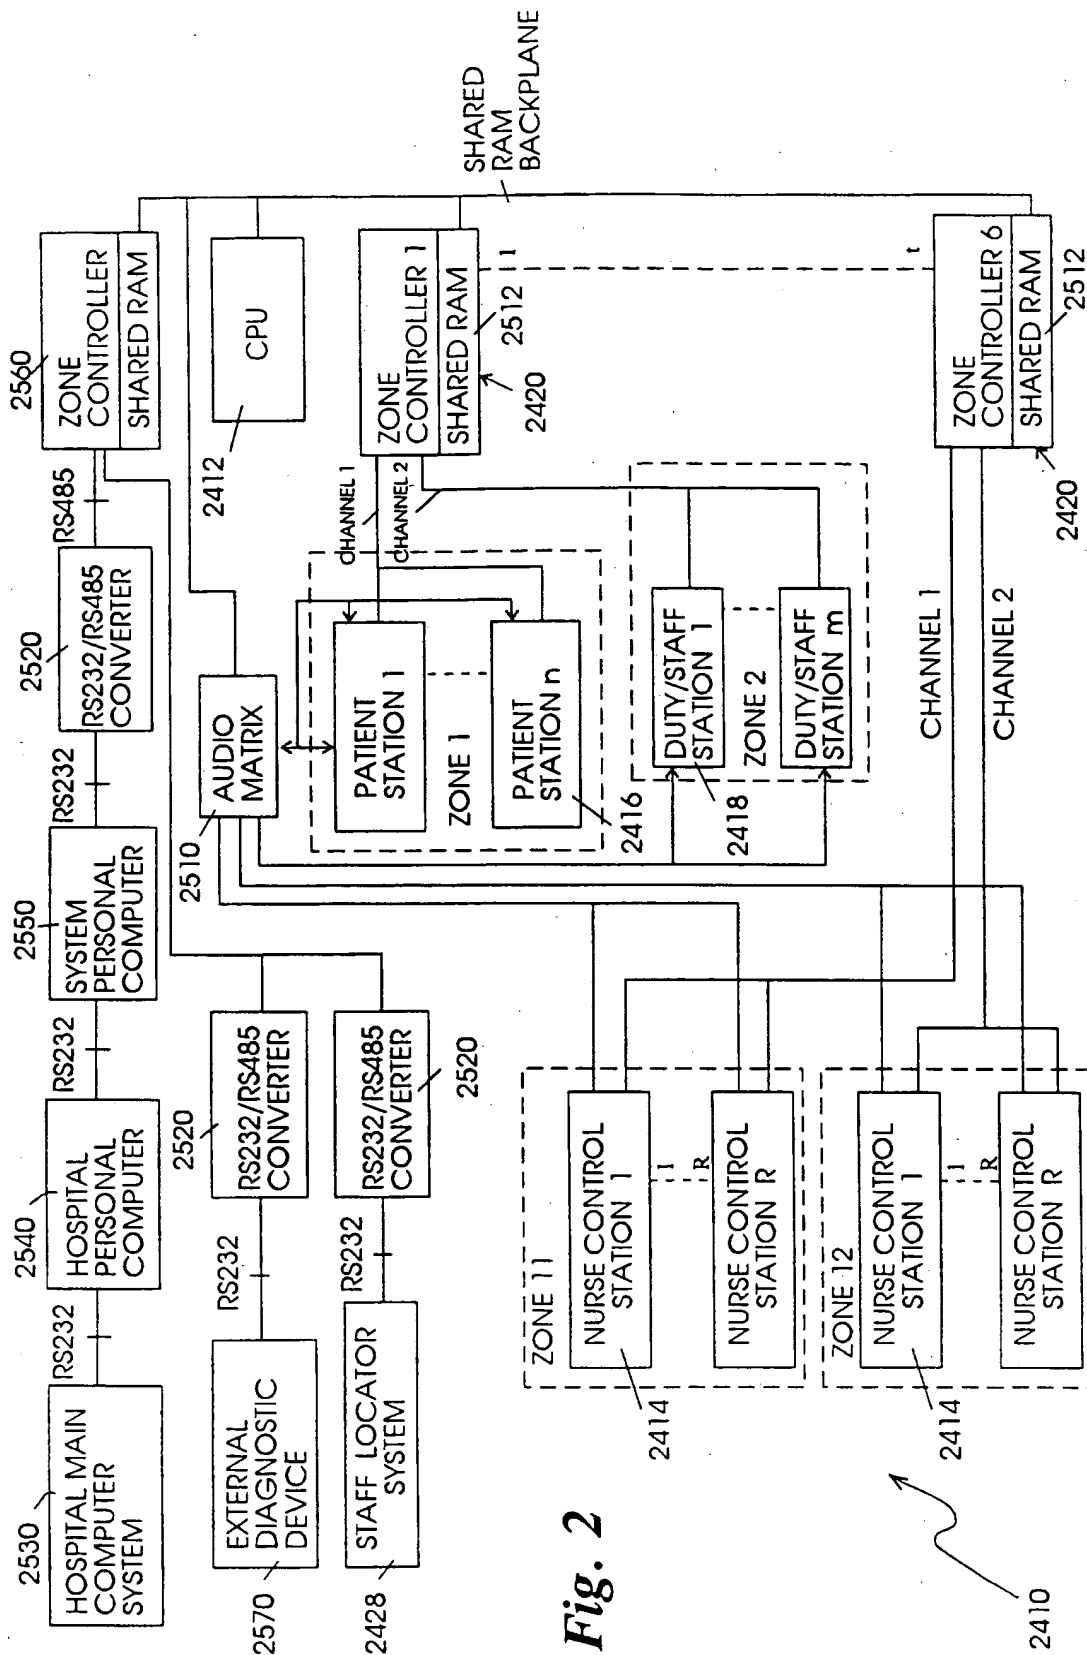 2530
HOSPITAL MAIN
COMPUTER
SYSTEM
RS232
2540
HOSPITAL
PERSONAL
COMPUTER
RS232
2550
SYSTEM
PERSONAL
COMPUTER
RS232
2520
RS232/RS485
CONVERTER
RS485
2560
ZONE
CONTROLLER
SHARED RAM
EXTERNAL
DIAGNOSTIC
DEVICE
2570
RS232
2520
RS232/RS485
CONVERTER
2510
AUDIO
MATRIX
2412
CPU
STAFF LOCATOR
SYSTEM
2428
RS232
RS232/RS485
CONVERTER
2520
PATIENT
STATION 1
ZONE 1
PATIENT
STATION n
2416
CHANNEL 1
CHANNEL 2
ZONE
CONTROLLER 1
SHARED RAM
2512
2420
1
t
SHARED
RAM
BACKPLANE
DUTY/STAFF
STATION 1
2418
ZONE 2
DUTY/STAFF
STATION m
ZONE 11
NURSE CONTROL
STATION 1
1
R
NURSE CONTROL
STATION R
2414
CHANNEL 1
CHANNEL 2
ZONE
CONTROLLER 6
SHARED RAM
2512
2420
ZONE 12
NURSE CONTROL
STATION 1
1
R
NURSE CONTROL
STATION R
2414
Fig. 2
2410